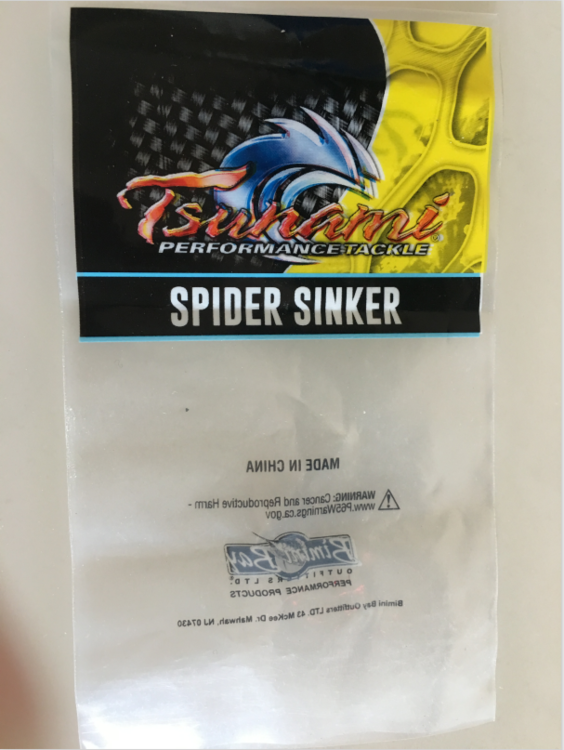 Tsunami®
PERFORMANCE TACKLE
SPIDER SINKER
MADE IN CHINA
WARNING: Cancer and Reproductive Harm -
www.P65Warnings.ca.gov
Bimini Bay
OUTFITTERS LTD.®
PERFORMANCE PRODUCTS
Bimini Bay Outfitters LTD. 43 McKee Dr. Mahwah, NJ 07430